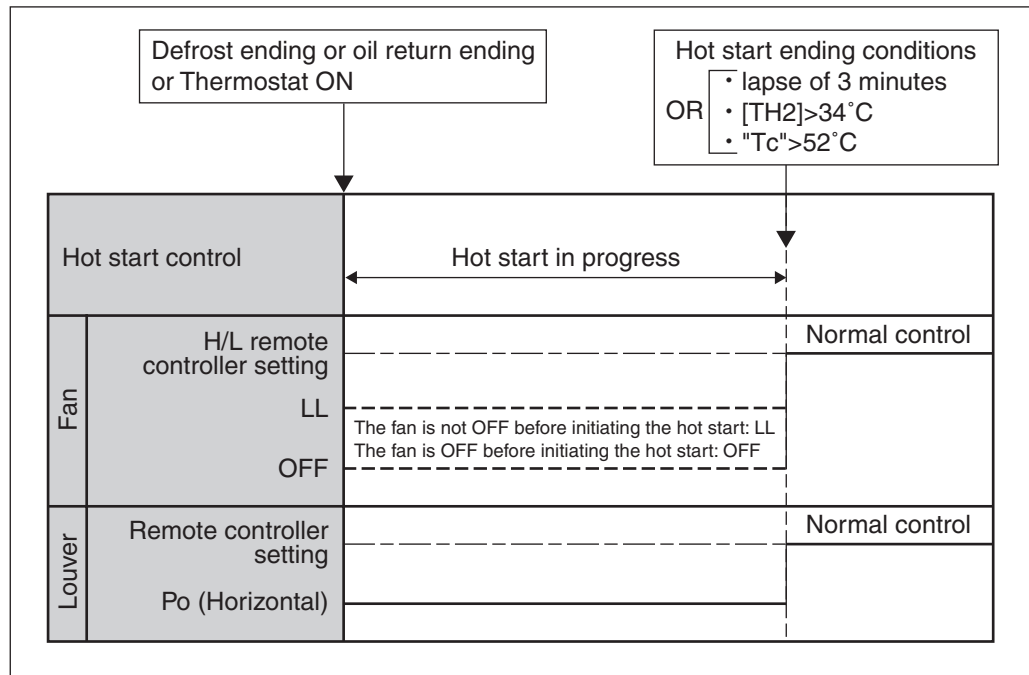 Defrost ending or oil return ending
or Thermostat ON
Hot start ending conditions
OR
・lapse of 3 minutes
・[TH2]>34˚C
・"Tc">52˚C
Hot start control
Hot start in progress
Fan
H/L remote
controller setting
Normal control
LL
The fan is not OFF before initiating the hot start: LL
The fan is OFF before initiating the hot start: OFF
OFF
Louver
Remote controller
setting
Normal control
Po (Horizontal)